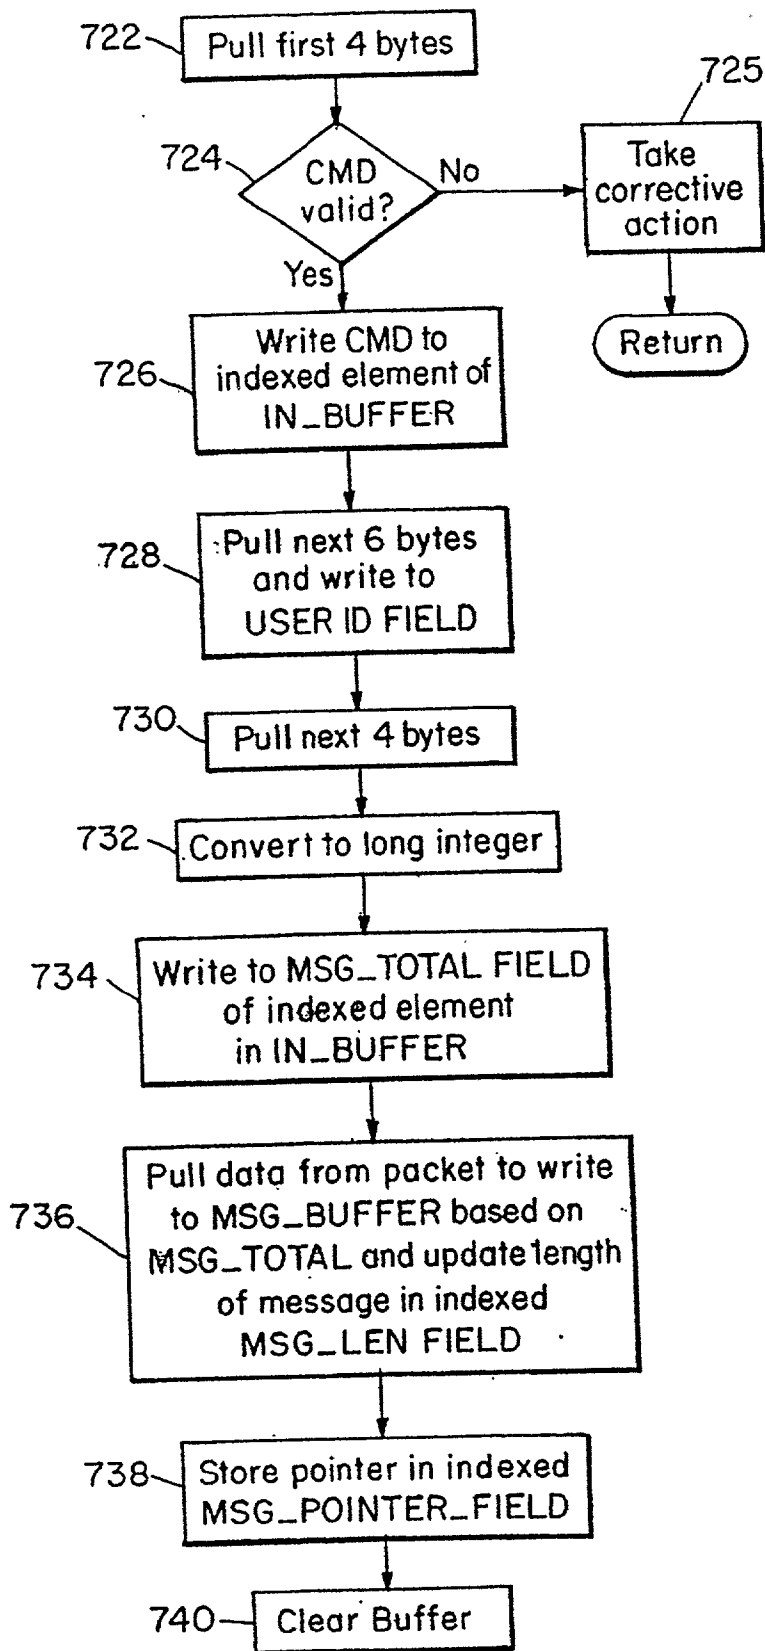 722
Pull first 4 bytes
725
724
CMD
valid?
No
Take
corrective
action
Yes
Return
726
Write CMD to
indexed element of
IN_BUFFER
728
Pull next 6 bytes
and write to
USER ID FIELD
730
Pull next 4 bytes
732
Convert to long integer
734
Write to MSG_TOTAL FIELD
of indexed element
in IN_BUFFER
736
Pull data from packet to write
to MSG_BUFFER based on
MSG_TOTAL and update length
of message in indexed
MSG_LEN FIELD
738
Store pointer in indexed
MSG_POINTER_FIELD
740
Clear Buffer